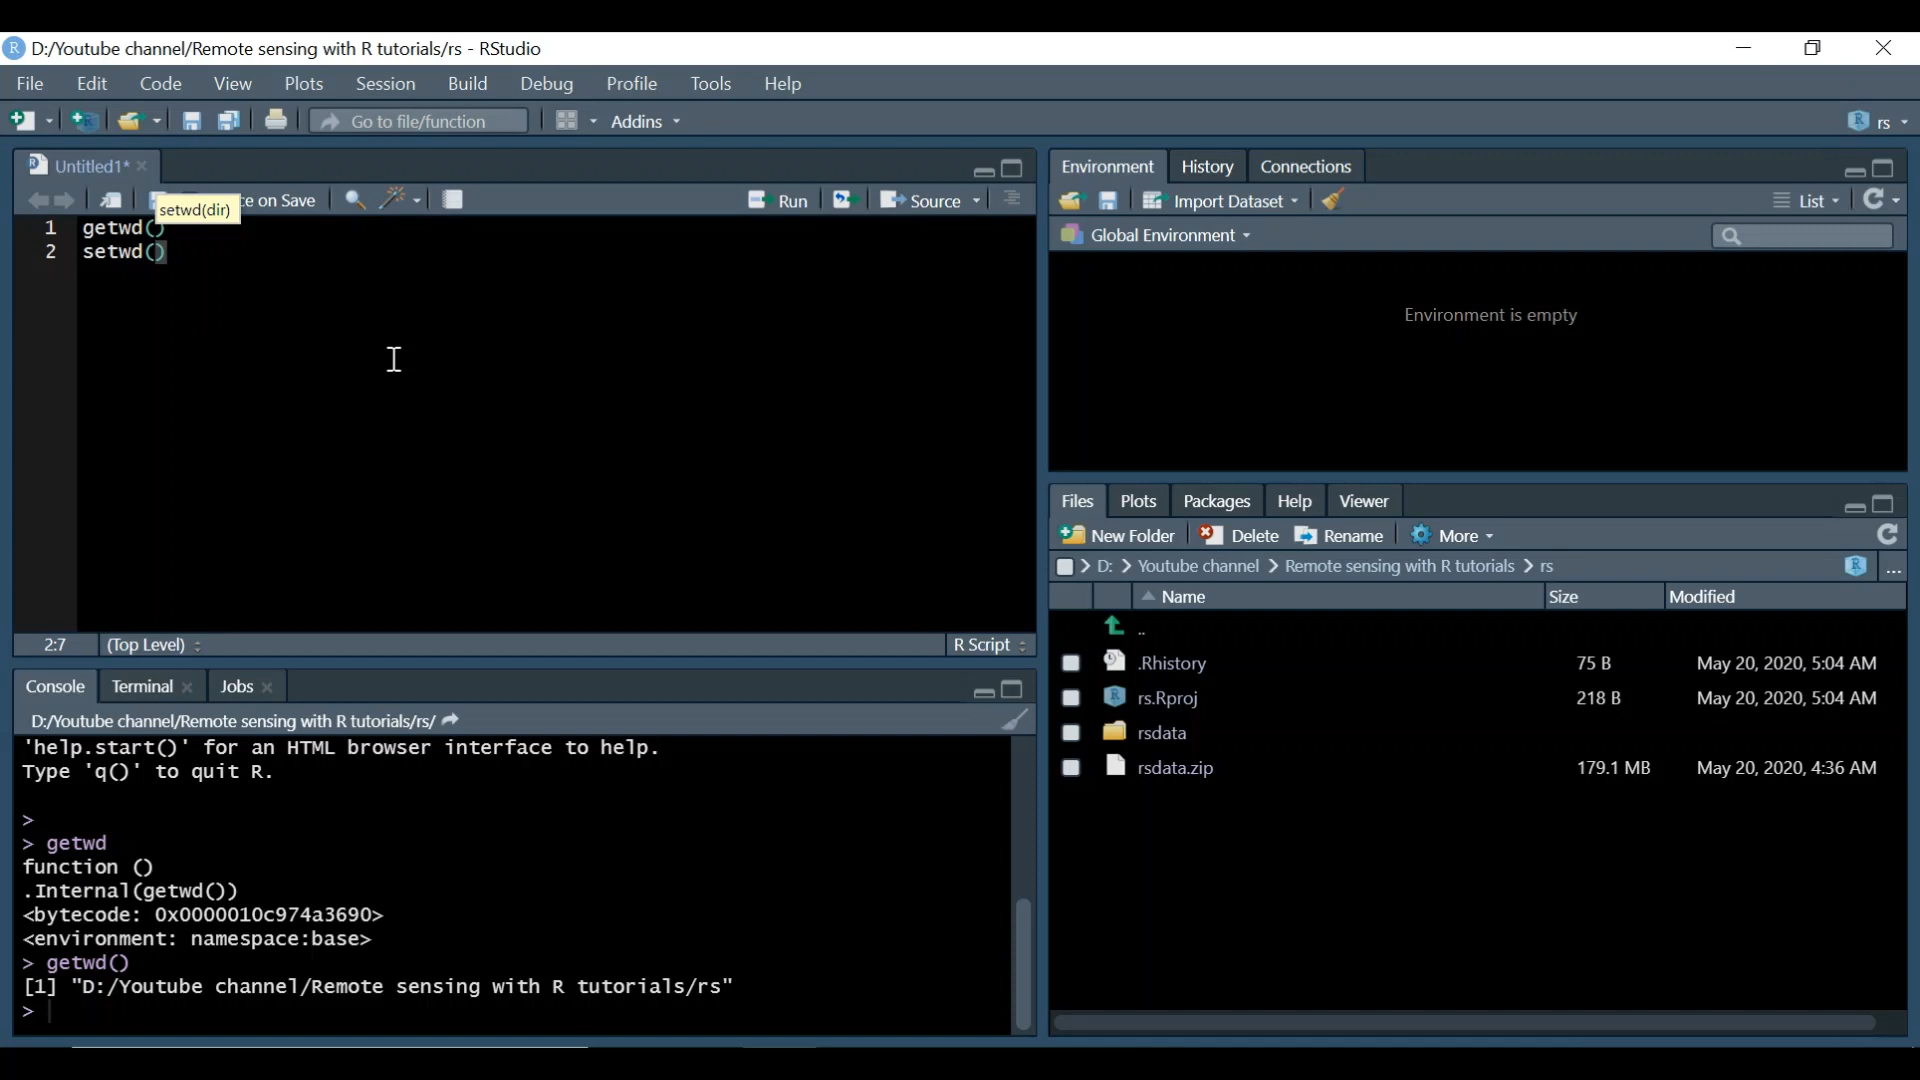 D:/Youtube channel/Remote sensing with R tutorials/rs - RStudio
File Edit Code View Plots Session Build Debug Profile Tools Help
Go to file/function Addins rs
Untitled1*
setwd(dir) ce on Save Run Source
1 getwd()
2 setwd()
2:7 (Top Level) R Script
Console Terminal Jobs
D:/Youtube channel/Remote sensing with R tutorials/rs/
'help.start()' for an HTML browser interface to help.
Type 'q()' to quit R.
>
> getwd
function ()
.Internal(getwd())
<bytecode: 0x0000010c974a3690>
<environment: namespace:base>
> getwd()
[1] "D:/Youtube channel/Remote sensing with R tutorials/rs"
>
Environment History Connections
Import Dataset List
Global Environment
Environment is empty
Files Plots Packages Help Viewer
New Folder Delete Rename More
D: > Youtube channel > Remote sensing with R tutorials > rs ...
Name Size Modified
..
.Rhistory 75 B May 20, 2020, 5:04 AM
rs.Rproj 218 B May 20, 2020, 5:04 AM
rsdata
rsdata.zip 179.1 MB May 20, 2020, 4:36 AM